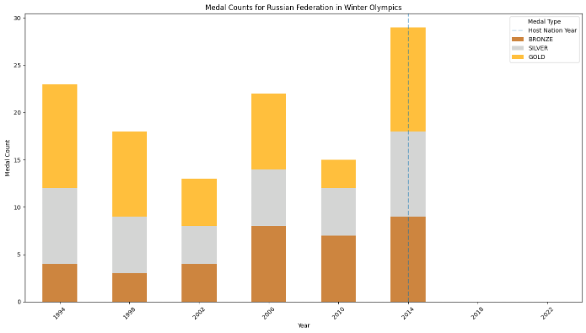 Medal Counts for Russian Federation in Winter Olympics
Medal Type
Host Nation Year
BRONZE
SILVER
GOLD
30
25
20
15
10
5
0
Medal Count
1994
1998
2002
2006
2010
2014
2018
2022
Year